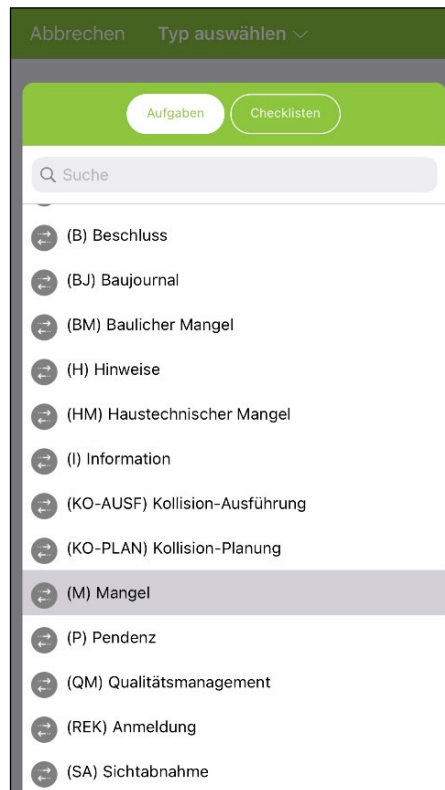 Abbrechen Typ auswählen
Aufgaben Checklisten
Suche
(B) Beschluss
(BJ) Baujournal
(BM) Baulicher Mangel
(H) Hinweise
(HM) Haustechnischer Mangel
(I) Information
(KO-AUSF) Kollision-Ausführung
(KO-PLAN) Kollision-Planung
(M) Mangel
(P) Pendenz
(QM) Qualitätsmanagement
(REK) Anmeldung
(SA) Sichtabnahme